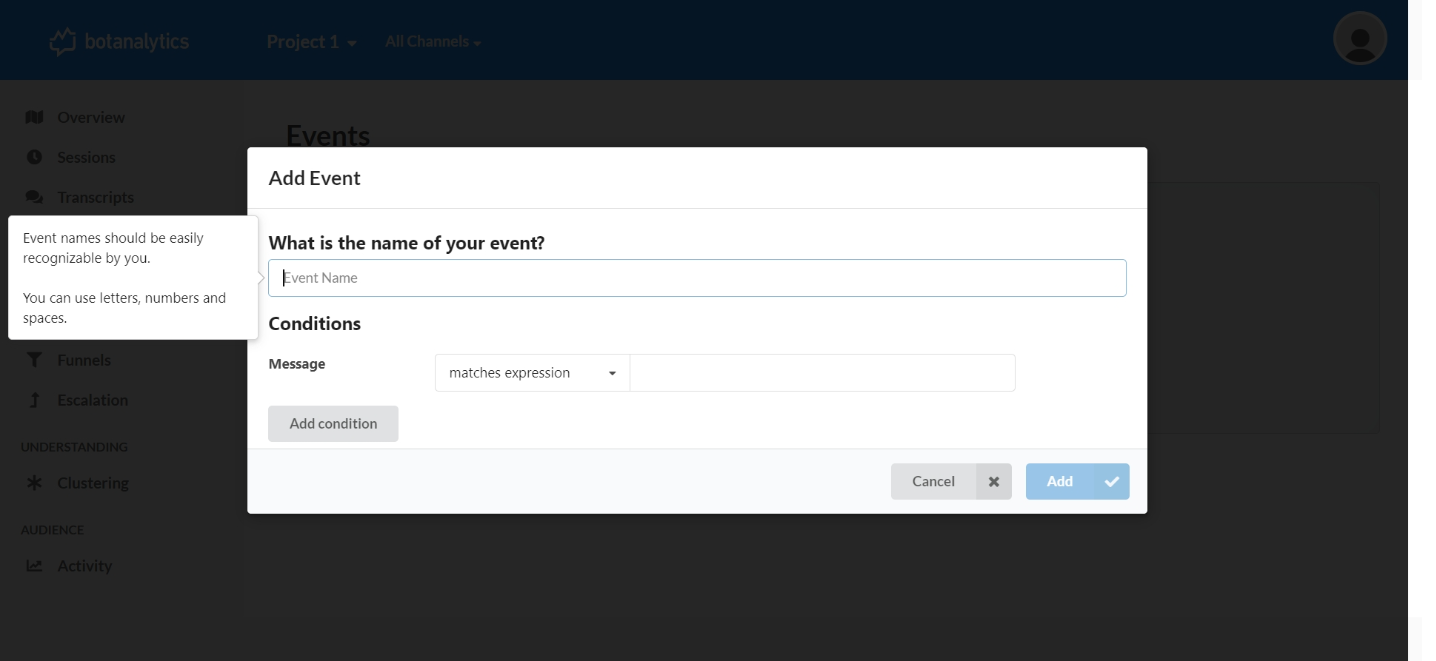 botanalytics
Project 1
All Channels
Overview
Sessions
Transcripts
Events
Add Event
Event names should be easily
recognizable by you.
You can use letters, numbers and
spaces.
What is the name of your event?
Event Name
Conditions
Message
matches expression
Add condition
Cancel
Add
Funnels
Escalation
UNDERSTANDING
Clustering
AUDIENCE
Activity